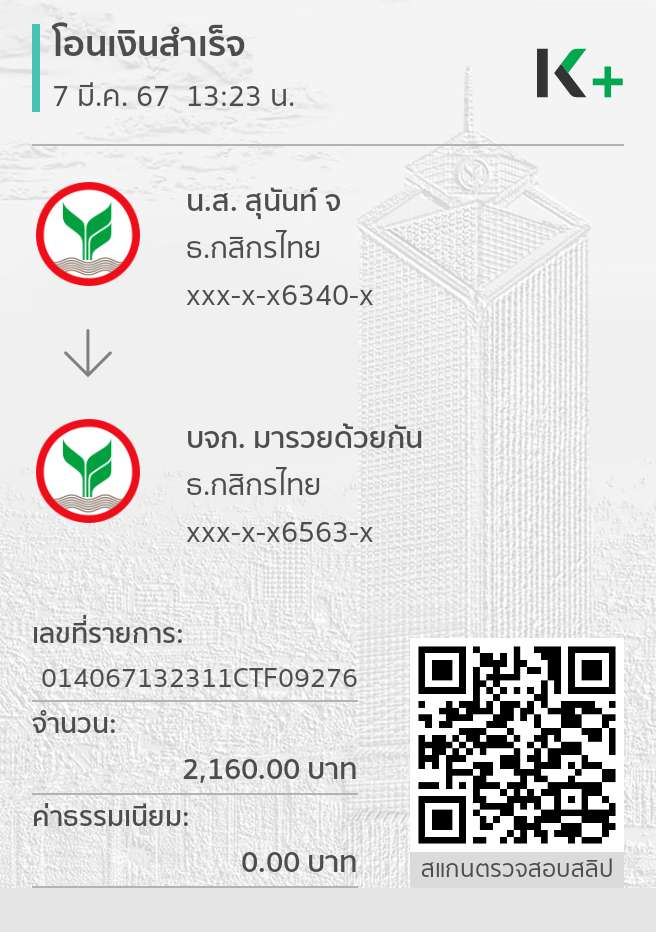 โอนเงินสำเร็จ
7 มี.ค. 67 13:23 น.
K+
น.ส. สุนันท์ จ
ธ.กสิกรไทย
xxx-x-x6340-x
บจก. มารวยด้วยกัน
ธ.กสิกรไทย
xxx-x-x6563-x
เลขที่รายการ:
014067132311CTF09276
จำนวน:
2,160.00 บาท
ค่าธรรมเนียม:
0.00 บาท
สแกนตรวจสอบสลิป